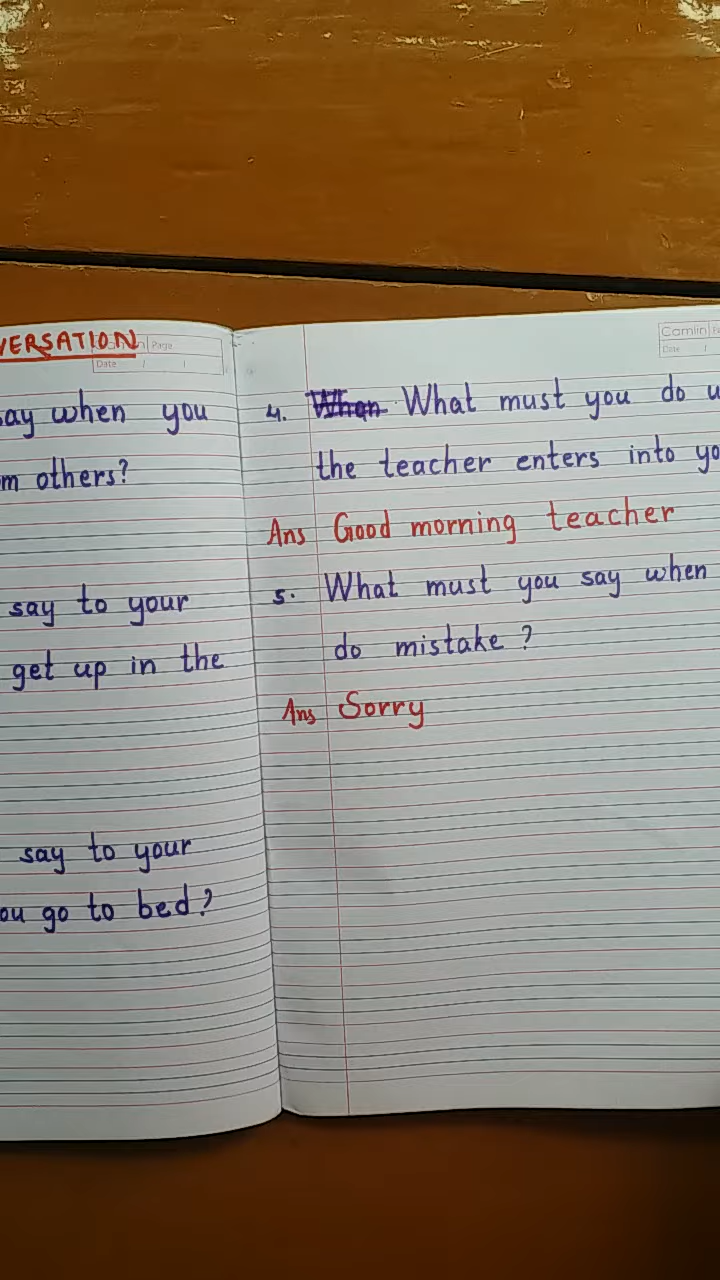 VERSATION
Page
Date / /
say when you
m others?
say to your
get up in the
say to your
ou go to bed?
Camlin
Date /
4. When What must you do w
the teacher enters into yo
Ans Good morning teacher
5. What must you say when
do mistake?
Ans Sorry